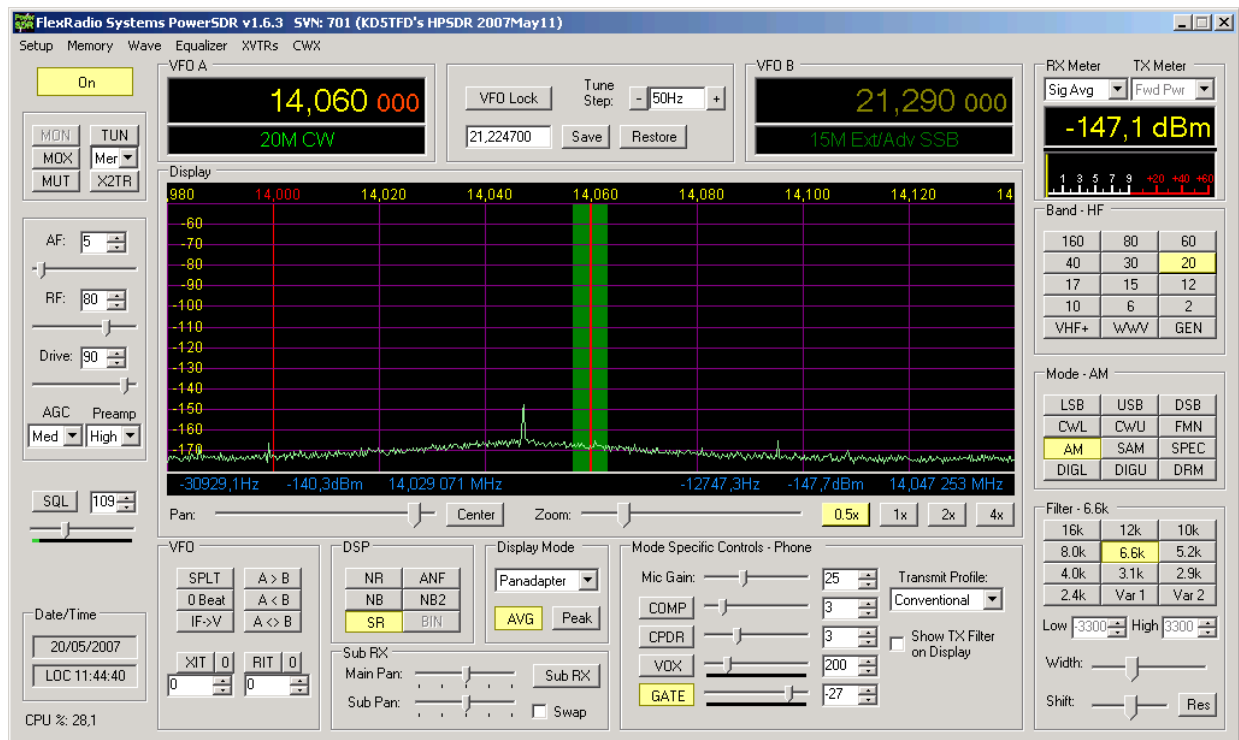 FlexRadio Systems PowerSDR v1.6.3 SVN: 701 (KD5TFD's HPSDR 2007May11)
Setup Memory Wave Equalizer XVTRs CWX
On
MON TUN
MOX Mer
MUT X2TR
AF: 5
RF: 80
Drive: 90
AGC Preamp
Med High
SQL 109
Date/Time
20/05/2007
LOC 11:44:40
CPU %: 28,1
VFO A
14,060 000
20M CW
VFO Lock
Tune Step: - 50Hz +
21,224700 Save Restore
VFO B
21,290 000
15M Ext/Adv SSB
Display
,980 14,000 14,020 14,040 14,060 14,080 14,100 14,120 14
-60
-70
-80
-90
-100
-110
-120
-130
-140
-150
-160
-170
-30929,1Hz -140,3dBm 14,029 071 MHz -12747,3Hz -147,7dBm 14,047 253 MHz
Pan: Center Zoom: 0.5x 1x 2x 4x
VFO
SPLT A > B
0 Beat A < B
IF->V A <> B
XIT 0 RIT 0
0 0
DSP
NR ANF
NB NB2
SR BIN
Display Mode
Panadapter
AVG Peak
Sub RX
Main Pan: Sub RX
Sub Pan: Swap
Mode Specific Controls - Phone
Mic Gain: 25
COMP 3
CPDR 3
VOX 200
GATE -27
Transmit Profile:
Conventional
Show TX Filter
on Display
RX Meter TX Meter
Sig Avg Fwd Pwr
-147,1 dBm
1 3 5 7 9 +20 +40 +60
Band - HF
160 80 60
40 30 20
17 15 12
10 6 2
VHF+ WWV GEN
Mode - AM
LSB USB DSB
CWL CWU FMN
AM SAM SPEC
DIGL DIGU DRM
Filter - 6.6k
16k 12k 10k
8.0k 6.6k 5.2k
4.0k 3.1k 2.9k
2.4k Var 1 Var 2
Low -3300 High 3300
Width:
Shift: Res